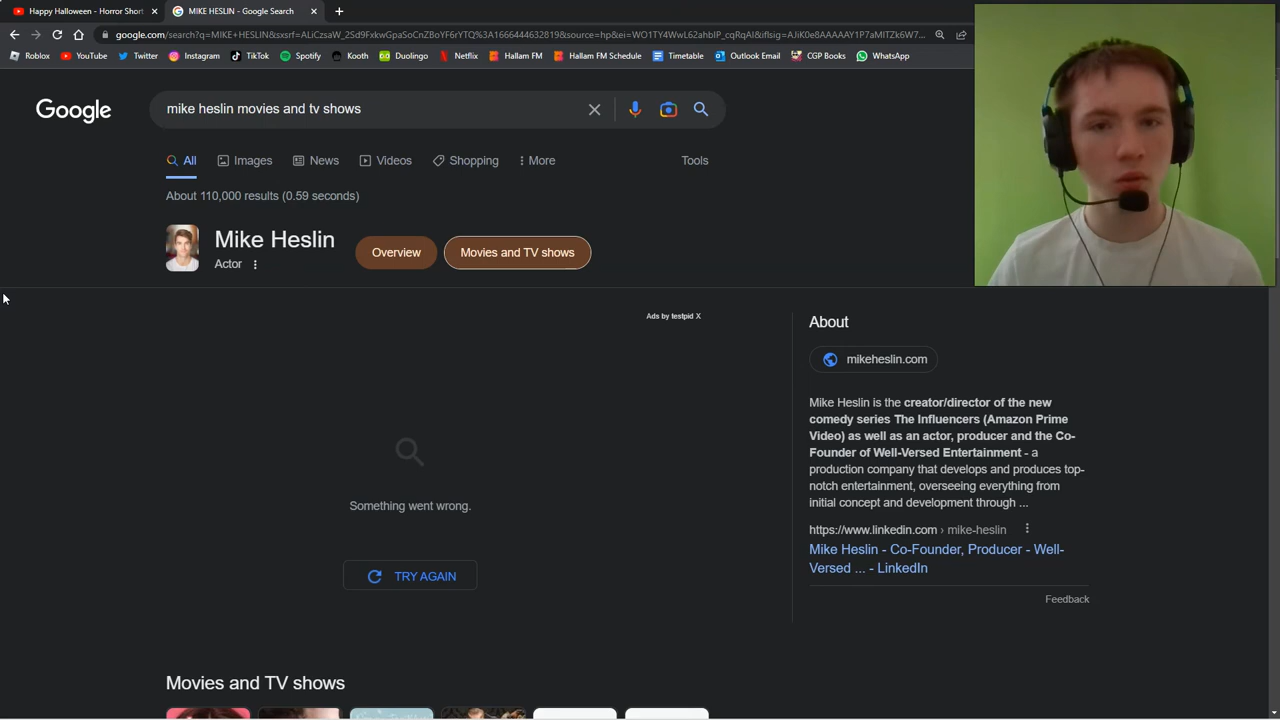 Happy Halloween - Horror Short
MIKE HESLIN - Google Search
google.com/search?q=MIKE+HESLIN&sxsrf=
Roblox YouTube Twitter Instagram TikTok Spotify Kooth Duolingo Netflix Hallam FM Hallam FM Schedule Timetable Outlook Email CGP Books WhatsApp
Google
mike heslin movies and tv shows
All Images News Videos Shopping More Tools
About 110,000 results (0.59 seconds)
Mike Heslin
Actor
Overview Movies and TV shows
Ads by testpid X
Something went wrong.
TRY AGAIN
Movies and TV shows
About
mikeheslin.com
Mike Heslin is the creator/director of the new
comedy series The Influencers (Amazon Prime
Video) as well as an actor, producer and the Co-
Founder of Well-Versed Entertainment - a
production company that develops and produces top-
notch entertainment, overseeing everything from
initial concept and development through ...
https://www.linkedin.com › mike-heslin
Mike Heslin - Co-Founder, Producer - Well-
Versed ... - LinkedIn
Feedback